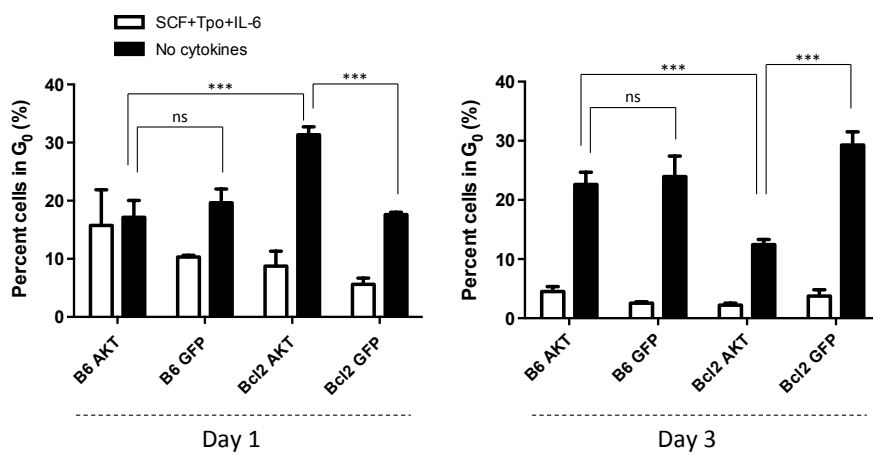 SCF+Tpo+IL-6
No cytokines
Percent cells in G0 (%)
40
30
20
10
0
***
***
ns
B6 AKT
B6 GFP
Bcl2 AKT
Bcl2 GFP
Day 1
Percent cells in G0 (%)
40
30
20
10
0
***
***
ns
B6 AKT
B6 GFP
Bcl2 AKT
Bcl2 GFP
Day 3